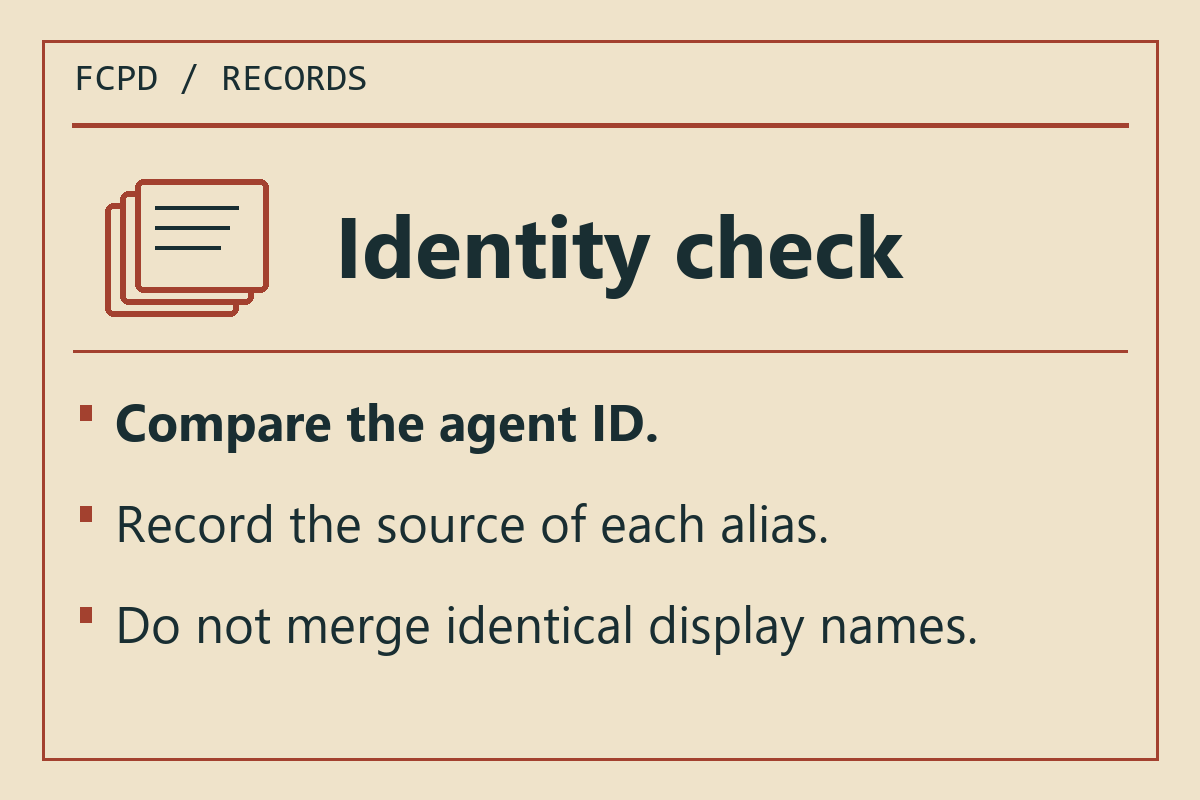 FCPD / RECORDS
Identity check
Compare the agent ID.
Record the source of each alias.
Do not merge identical display names.